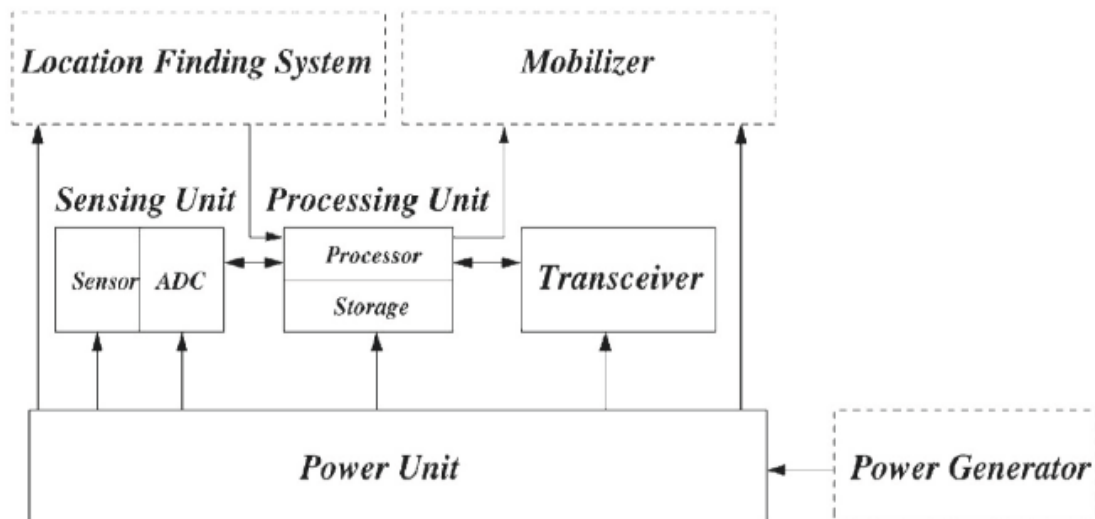 Location Finding System
Mobilizer
Sensing Unit
Processing Unit
Sensor
ADC
Processor
Storage
Transceiver
Power Unit
Power Generator